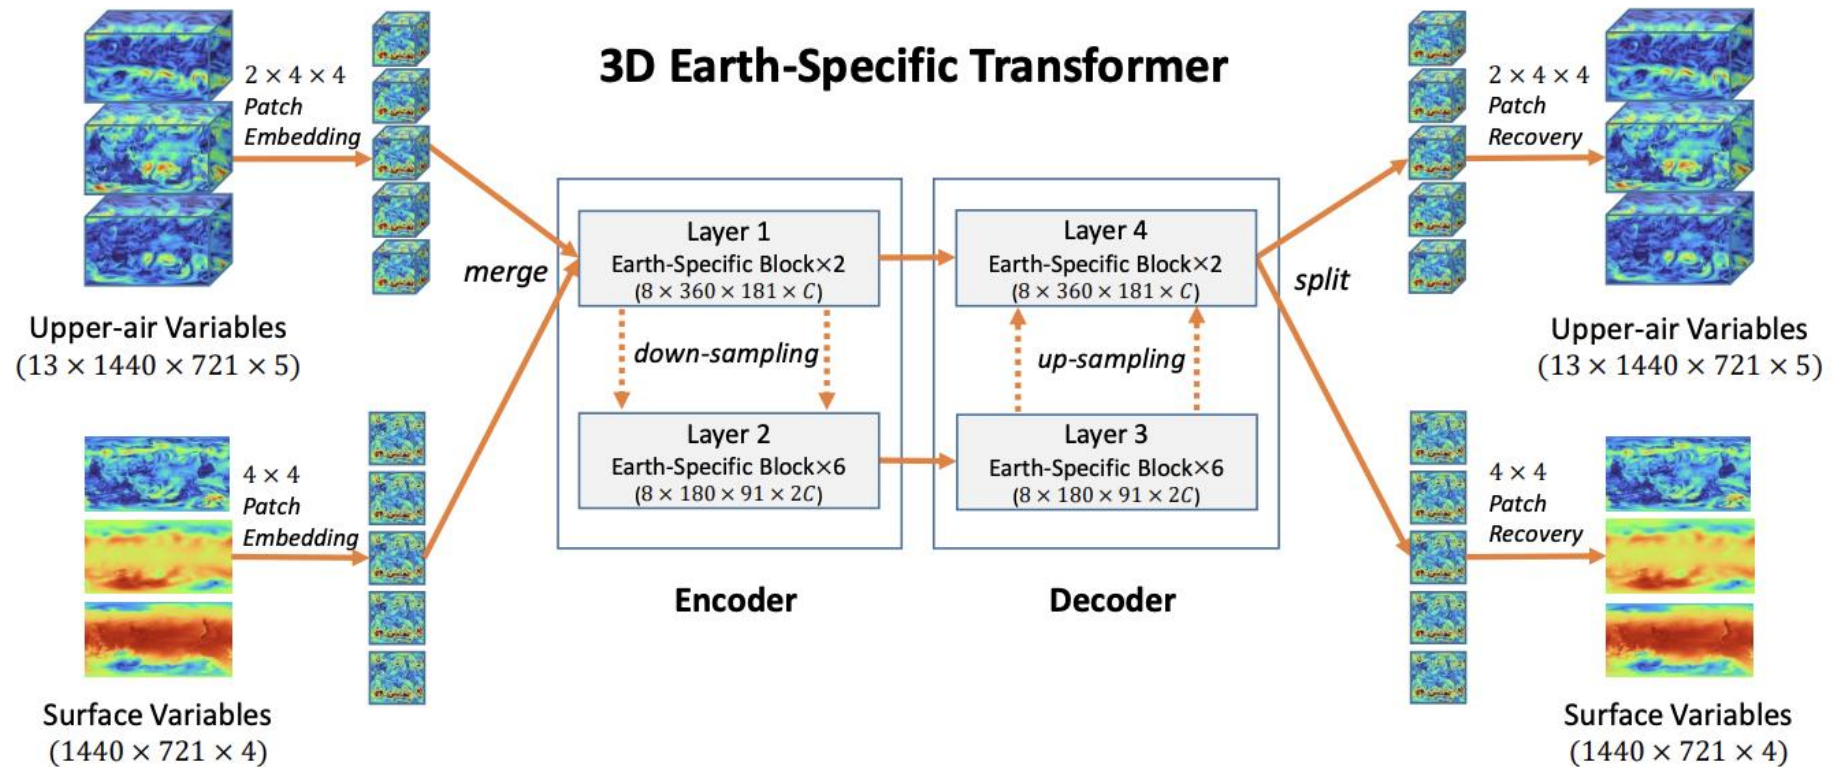 3D Earth-Specific Transformer
2 × 4 × 4
Patch
Embedding
Upper-air Variables
(13 × 1440 × 721 × 5)
4 × 4
Patch
Embedding
Surface Variables
(1440 × 721 × 4)
merge
Layer 1
Earth-Specific Block×2
(8 × 360 × 181 × C)
down-sampling
Layer 2
Earth-Specific Block×6
(8 × 180 × 91 × 2C)
Encoder
Layer 4
Earth-Specific Block×2
(8 × 360 × 181 × C)
up-sampling
Layer 3
Earth-Specific Block×6
(8 × 180 × 91 × 2C)
Decoder
split
2 × 4 × 4
Patch
Recovery
Upper-air Variables
(13 × 1440 × 721 × 5)
4 × 4
Patch
Recovery
Surface Variables
(1440 × 721 × 4)